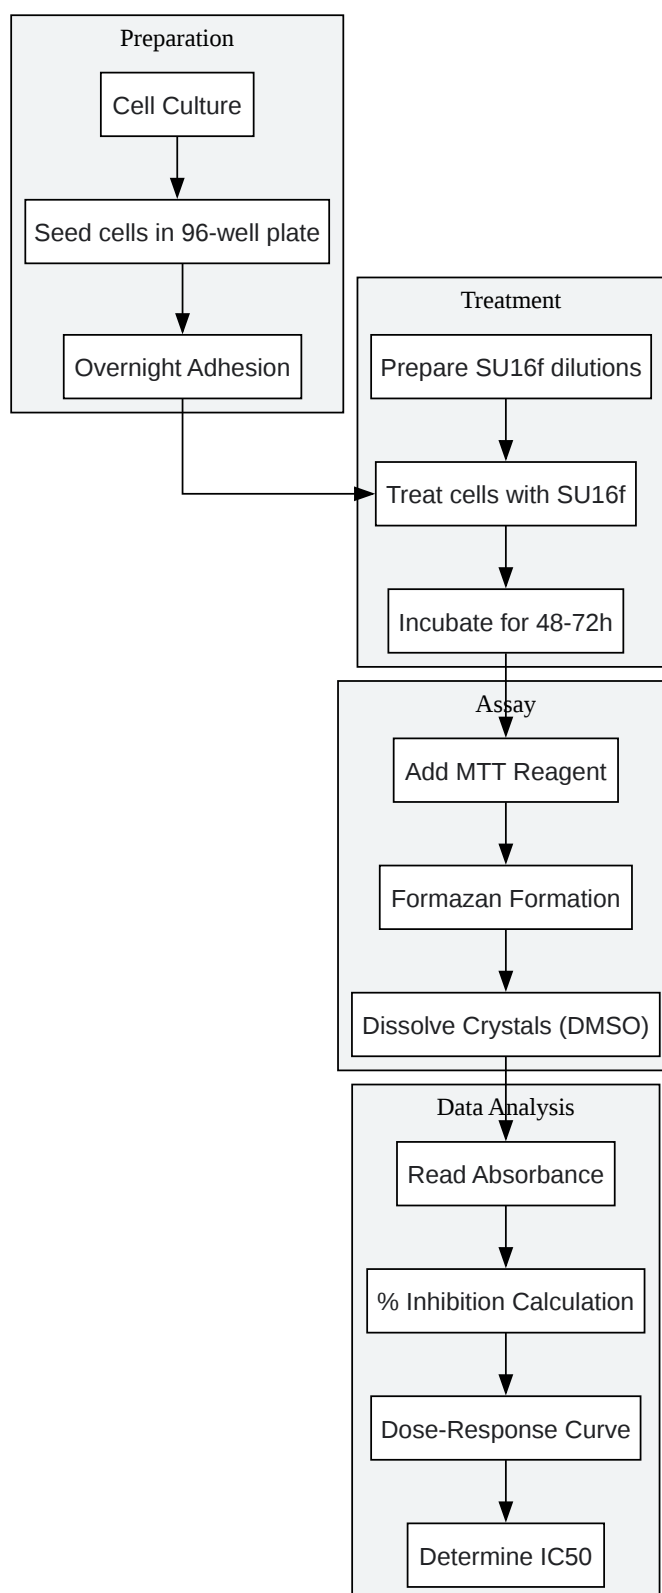 Preparation
Cell Culture
Seed cells in 96-well plate
Overnight Adhesion
Treatment
Prepare SU16f dilutions
Treat cells with SU16f
Incubate for 48-72h
Assay
Add MTT Reagent
Formazan Formation
Dissolve Crystals (DMSO)
Data Analysis
Read Absorbance
% Inhibition Calculation
Dose-Response Curve
Determine IC50